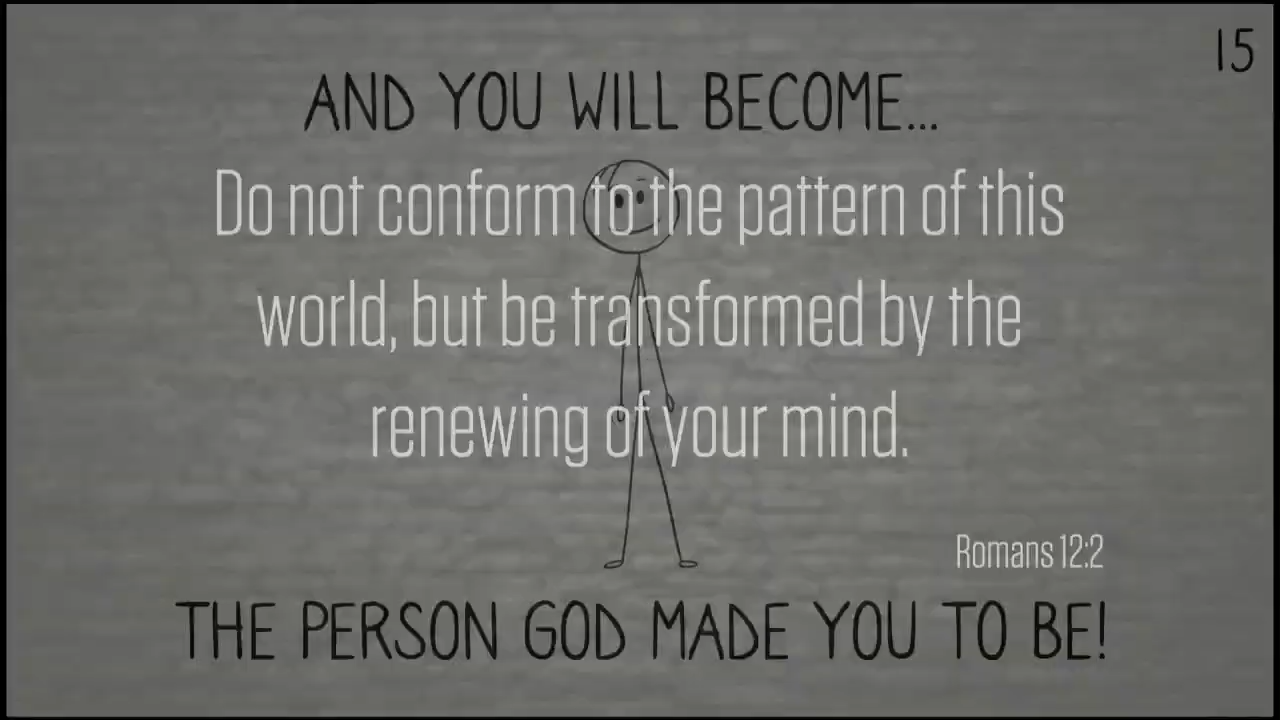 15
AND YOU WILL BECOME...
Do not conform to the pattern of this
world, but be transformed by the
renewing of your mind.
Romans 12:2
THE PERSON GOD MADE YOU TO BE!